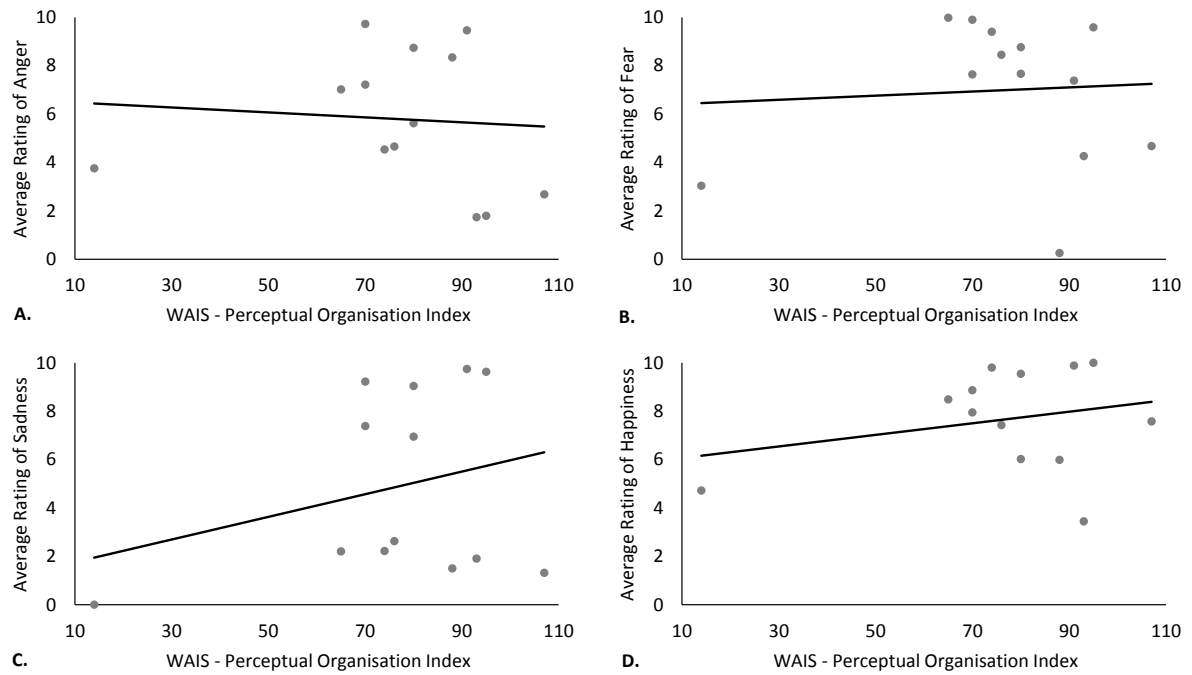 10
8
6
4
2
0
Average Rating of Anger
10 30 50 70 90 110
A. WAIS - Perceptual Organisation Index
10
8
6
4
2
0
Average Rating of Fear
10 30 50 70 90 110
B. WAIS - Perceptual Organisation Index
10
8
6
4
2
0
Average Rating of Sadness
10 30 50 70 90 110
C. WAIS - Perceptual Organisation Index
10
8
6
4
2
0
Average Rating of Happiness
10 30 50 70 90 110
D. WAIS - Perceptual Organisation Index